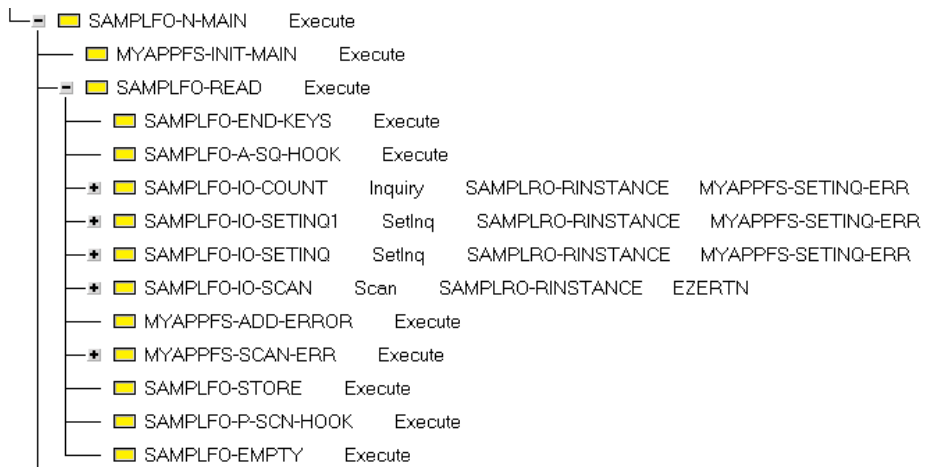 SAMPLFO-N-MAIN Execute
MYAPPFS-INIT-MAIN Execute
SAMPLFO-READ Execute
SAMPLFO-END-KEYS Execute
SAMPLFO-A-SQ-HOOK Execute
SAMPLFO-IO-COUNT Inquiry SAMPLRO-RINSTANCE MYAPPFS-SETINQ-ERR
SAMPLFO-IO-SETINQ1 SetInq SAMPLRO-RINSTANCE MYAPPFS-SETINQ-ERR
SAMPLFO-IO-SETINQ SetInq SAMPLRO-RINSTANCE MYAPPFS-SETINQ-ERR
SAMPLFO-IO-SCAN Scan SAMPLRO-RINSTANCE EZERTN
MYAPPFS-ADD-ERROR Execute
MYAPPFS-SCAN-ERR Execute
SAMPLFO-STORE Execute
SAMPLFO-P-SCN-HOOK Execute
SAMPLFO-EMPTY Execute